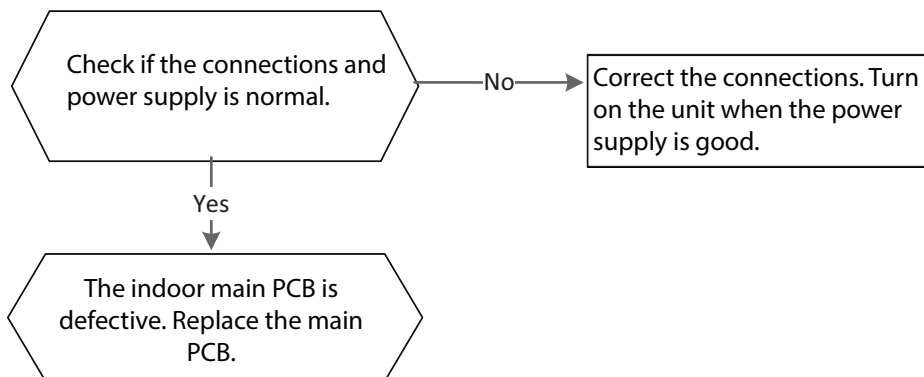 Check if the connections and
power supply is normal.
No
Correct the connections. Turn
on the unit when the power
supply is good.
Yes
The indoor main PCB is
defective. Replace the main
PCB.